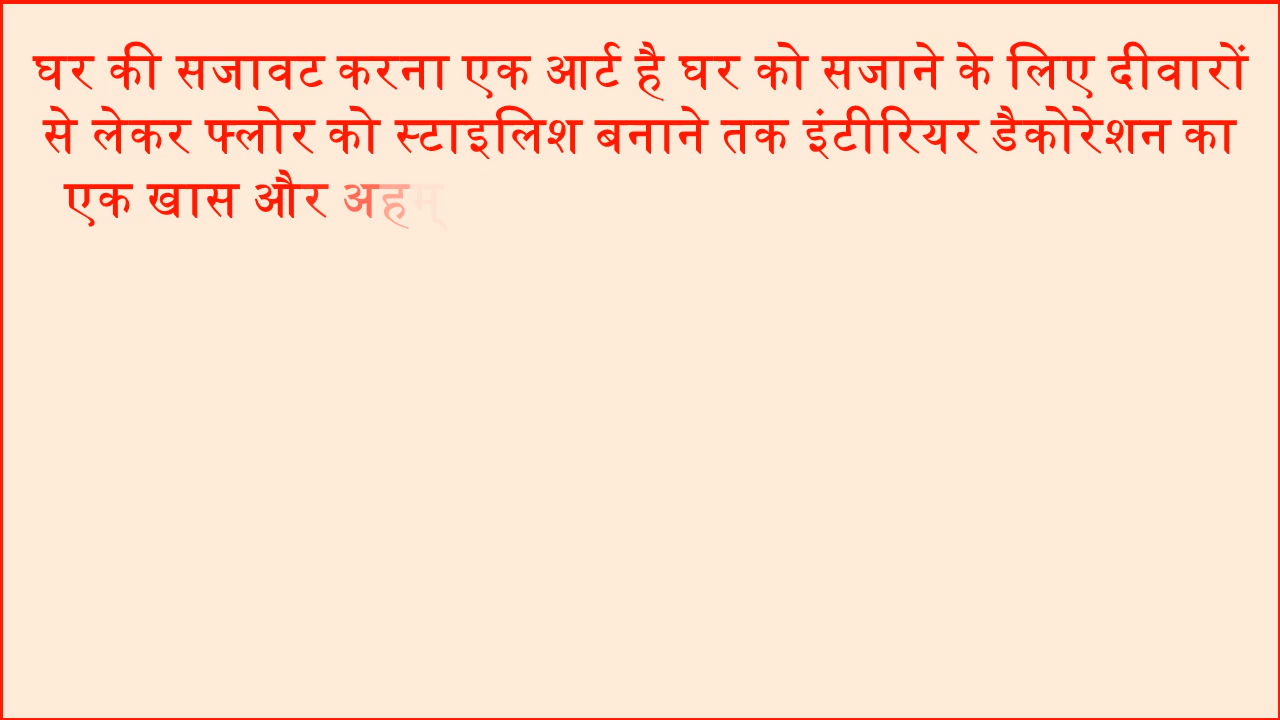 घर की सजावट करना एक आर्ट है घर को सजाने के लिए दीवारों
से लेकर फ्लोर को स्टाइलिश बनाने तक इंटीरियर डैकोरेशन का
एक खास और अहम्